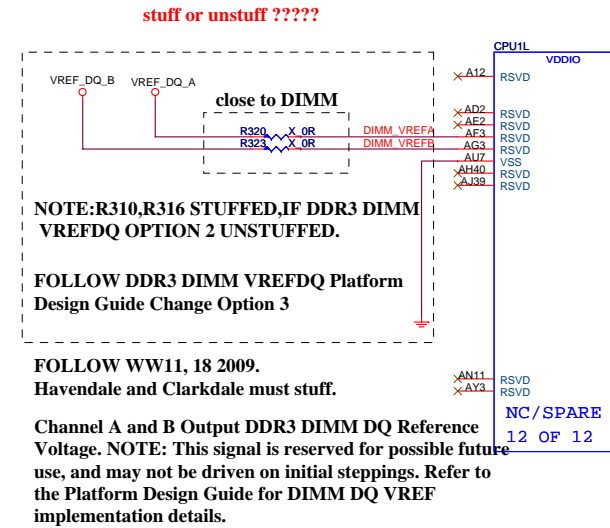 stuff or unstuff ?????
CPU1L
VDDIO
VREF_DQ_B
VREF_DQ_A
A12 RSVD
close to DIMM
AD2 RSVD
AE2 RSVD
R320 X_0R DIMM_VREFA AF3 RSVD
R323 X_0R DIMM_VREFB AG3 RSVD
AU7 VSS
AH40 RSVD
AJ39 RSVD
NOTE:R310,R316 STUFFED,IF DDR3 DIMM
VREFDQ OPTION 2 UNSTUFFED.
FOLLOW DDR3 DIMM VREFDQ Platform
Design Guide Change Option 3
FOLLOW WW11, 18 2009.
Havendale and Clarkdale must stuff.
AN11 RSVD
AY3 RSVD
NC/SPARE
12 OF 12
Channel A and B Output DDR3 DIMM DQ Reference
Voltage. NOTE: This signal is reserved for possible future
use, and may not be driven on initial steppings. Refer to
the Platform Design Guide for DIMM DQ VREF
implementation details.